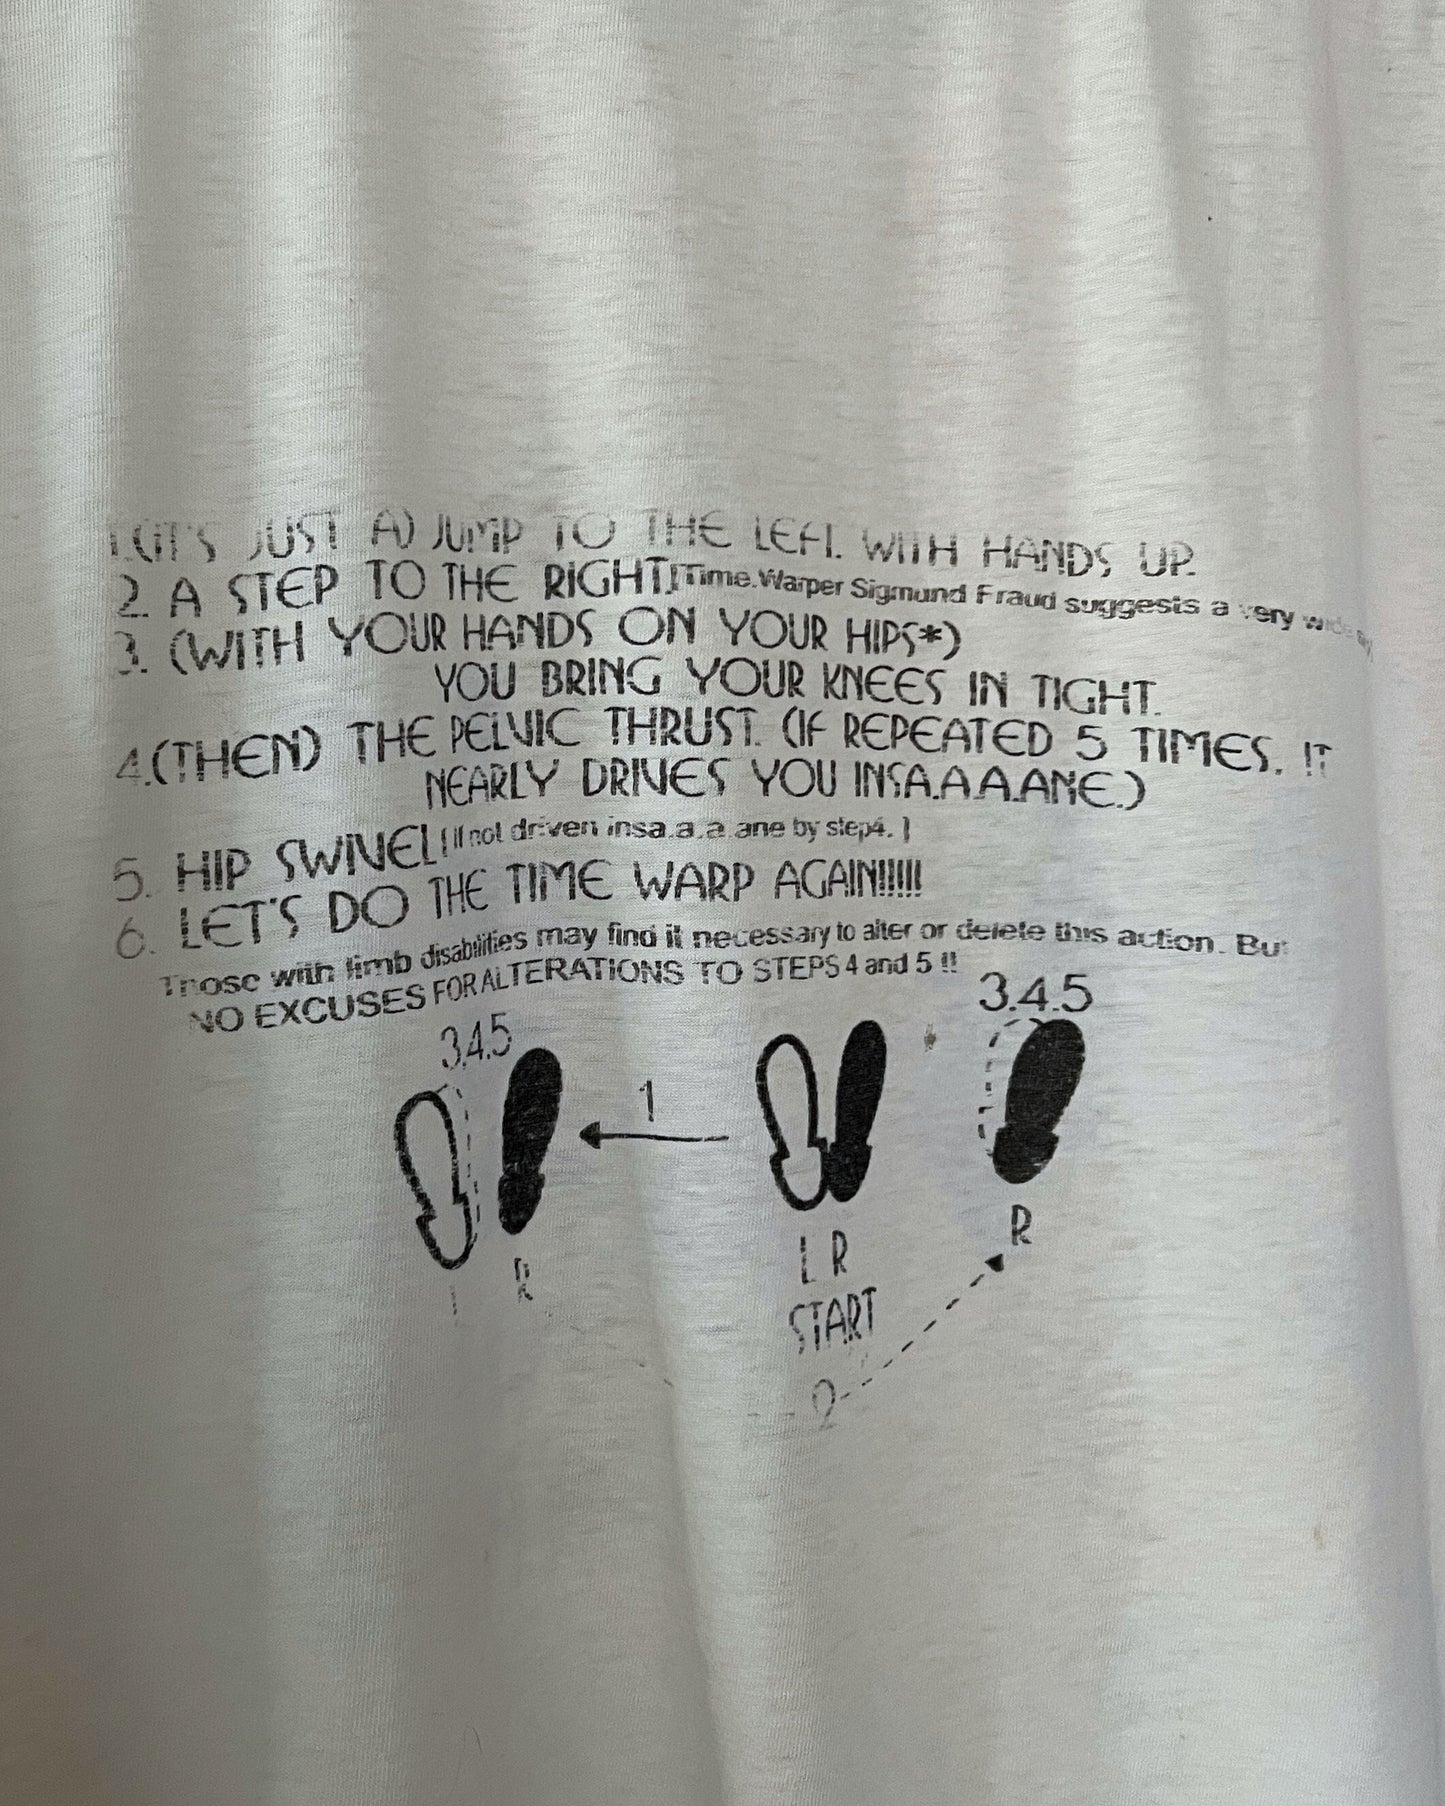 1.(IT'S JUST A) JUMP TO THE LEFT. WITH HANDS UP.
2. A STEP TO THE RIGHT. (Time.Warper Sigmund Fraud suggests a very wide
3. (WITH YOUR HANDS ON YOUR HIPS*)
YOU BRING YOUR KNEES IN TIGHT.
4.(THEN) THE PELVIC THRUST. (IF REPEATED 5 TIMES, IT
NEARLY DRIVES YOU INSA.A.A.ANE.)
5. HIP SWIVEL (If not driven insa.a.a.ane by step4.)
6. LET'S DO THE TIME WARP AGAIN!!!!!!
Those with limb disabilities may find it necessary to alter or delete this action. But
NO EXCUSES FOR ALTERATIONS TO STEPS 4 and 5 !!
3.4.5
3.4.5
1
R
L R
R
START
2